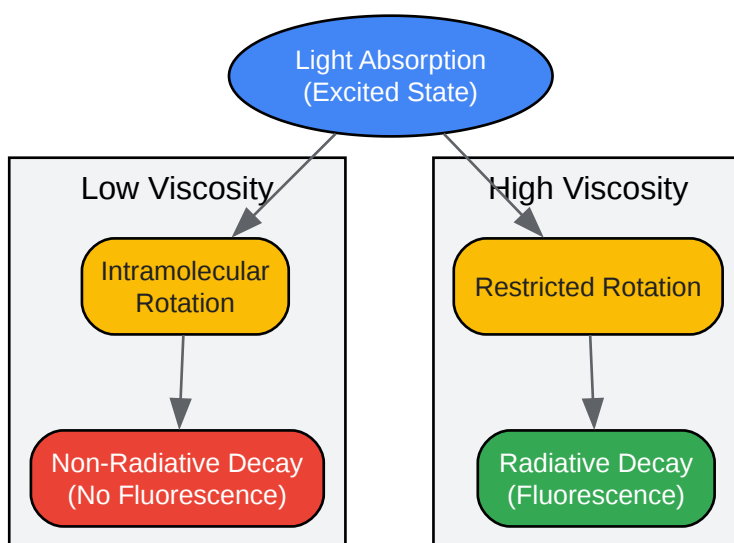 Light Absorption
(Excited State)
Low Viscosity
High Viscosity
Intramolecular
Rotation
Restricted Rotation
Non-Radiative Decay
(No Fluorescence)
Radiative Decay
(Fluorescence)